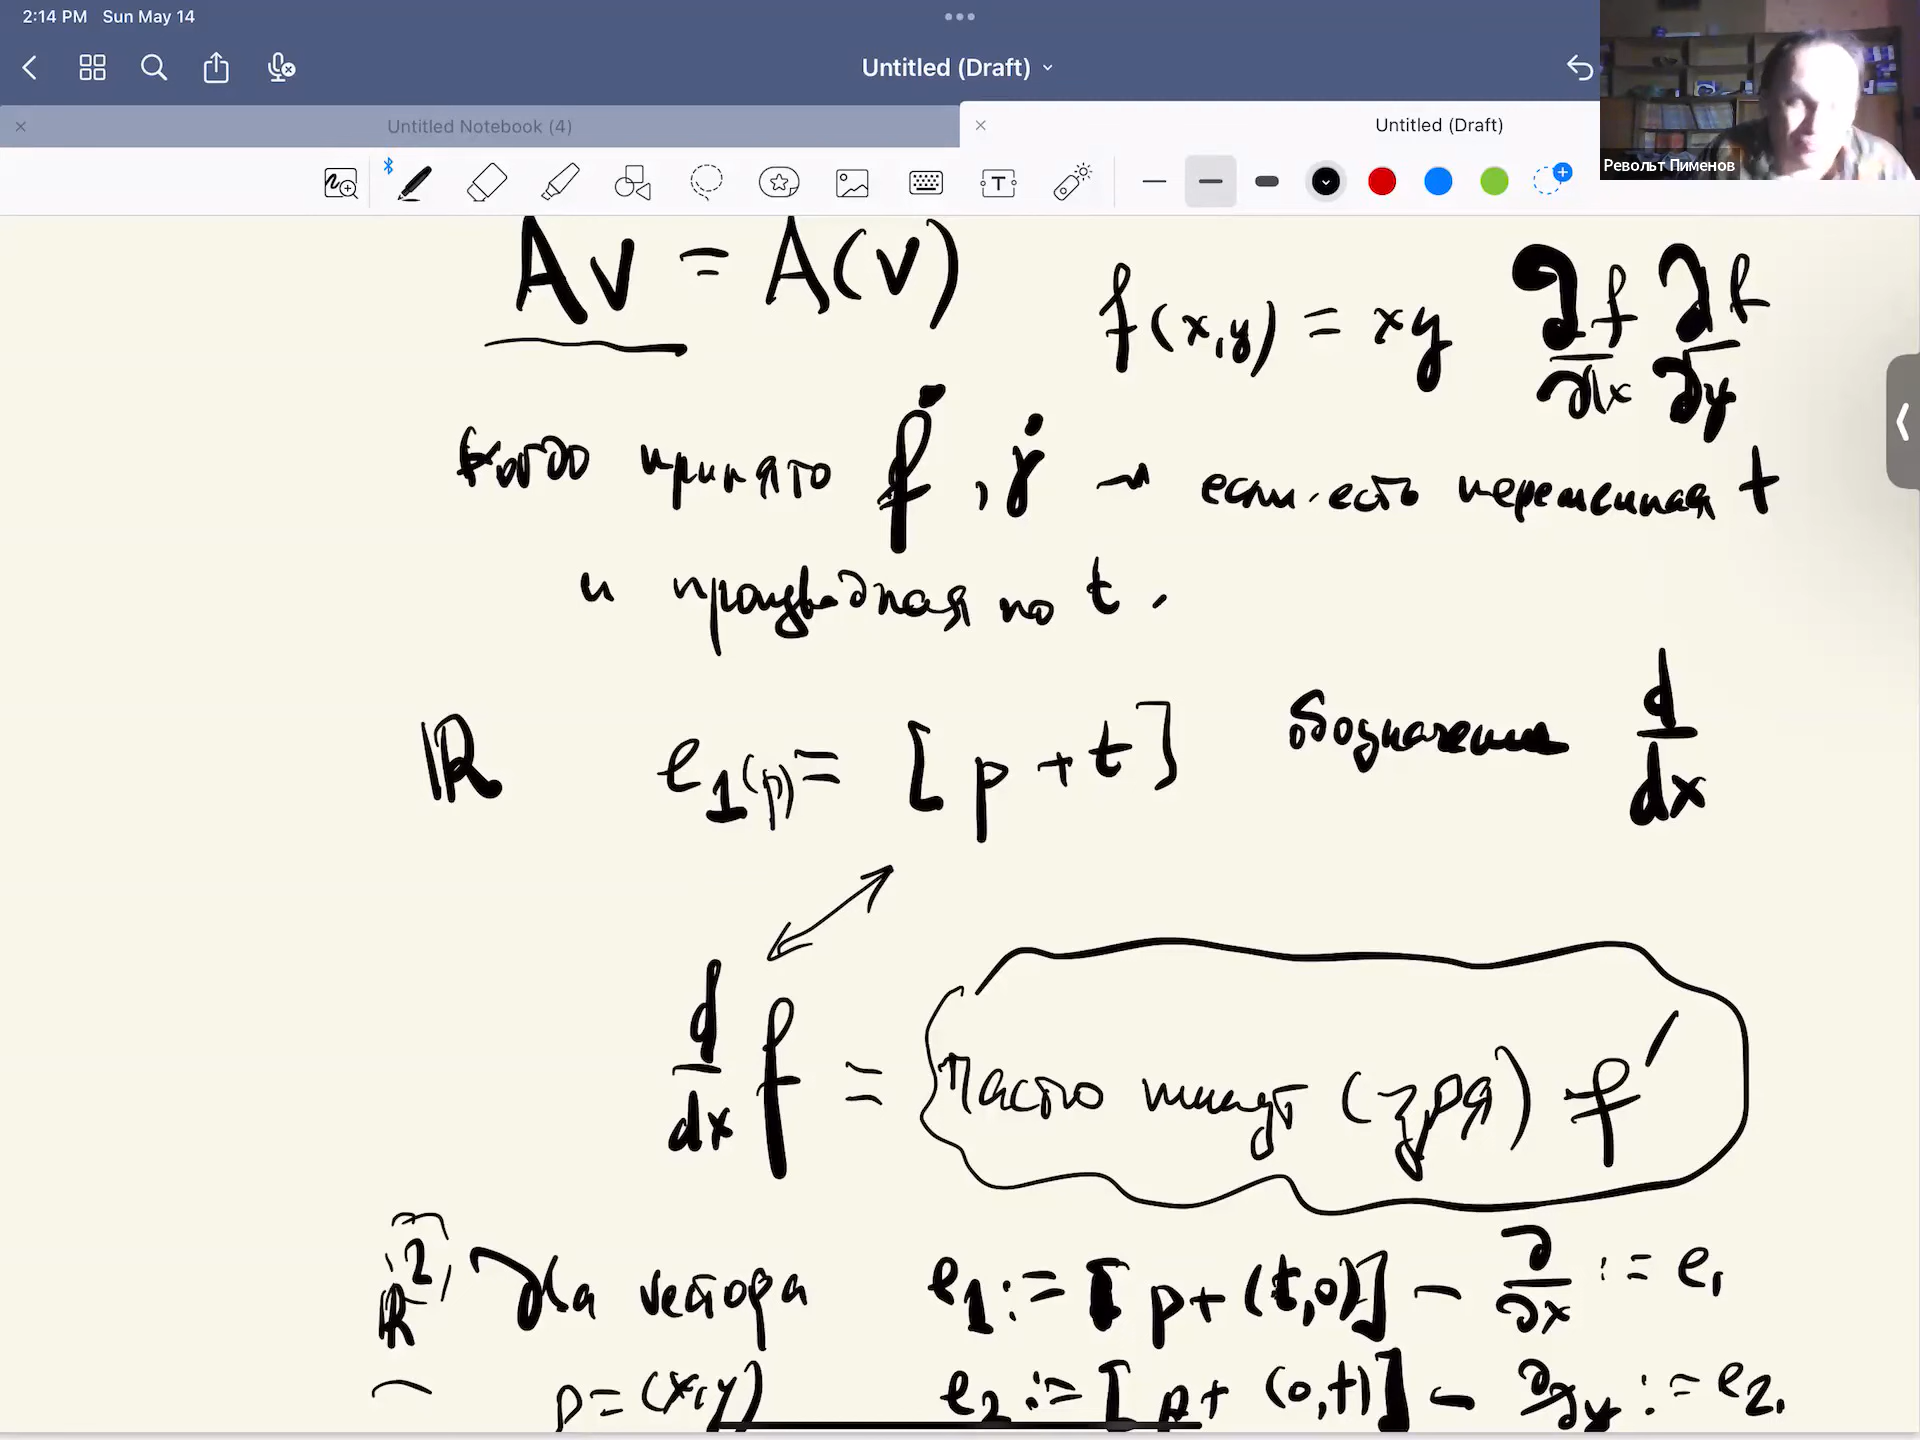 2:14 PM Sun May 14
Untitled (Draft)
Untitled Notebook (4)
Untitled (Draft)
Револьт Пименов
Av = A(v)
f(x,y) = xy ∂f/∂x ∂f/∂y
когда принято ḟ, γ̇ — если есть переменная t
и производная по t.
ℝ e₁(p) = [p + t] обозначение d/dx
d/dx f = часто пишут (зря) f′
ℝ² два вектора e₁ := [p + (t,0)] — ∂/∂x := e₁
p = (x,y) e₂ := [p + (0,t)] — ∂/∂y := e₂.